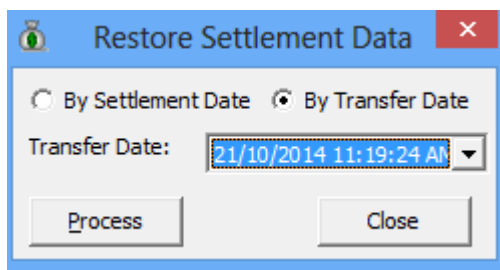 Restore Settlement Data
By Settlement Date By Transfer Date
Transfer Date: 21/10/2014 11:19:24 AM
Process Close